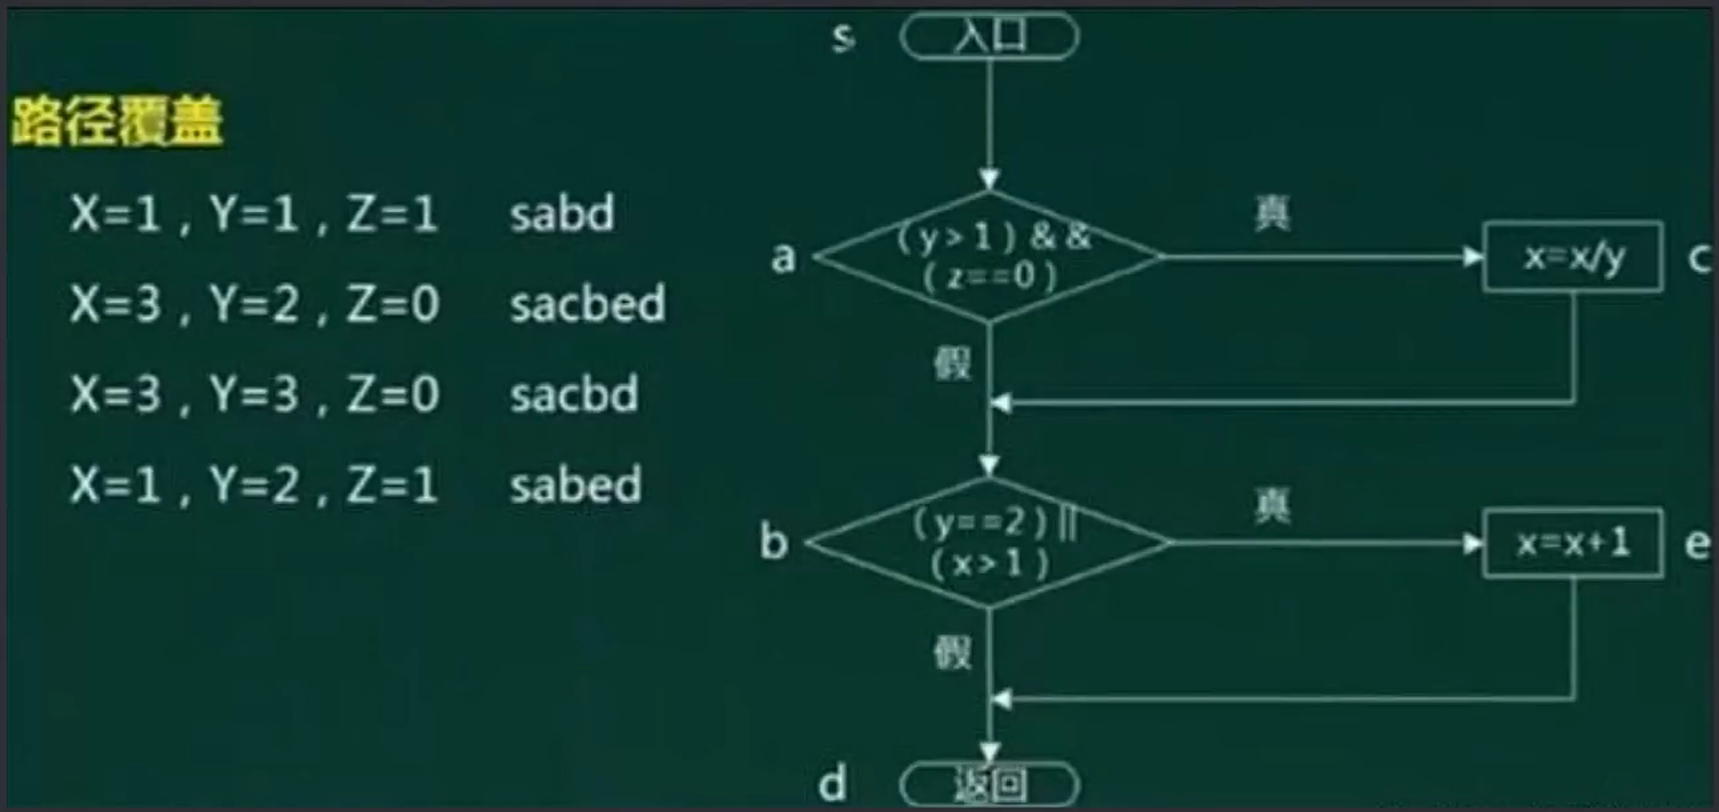 路径覆盖
X=1 , Y=1 , Z=1 sabd
X=3 , Y=2 , Z=0 sacbed
X=3 , Y=3 , Z=0 sacbd
X=1 , Y=2 , Z=1 sabed
s
入口
a
( y > 1 ) & &
( z==0 )
真
x=x/y
c
假
b
( y==2 ) ||
( x > 1 )
真
x=x+1
e
假
d
返回